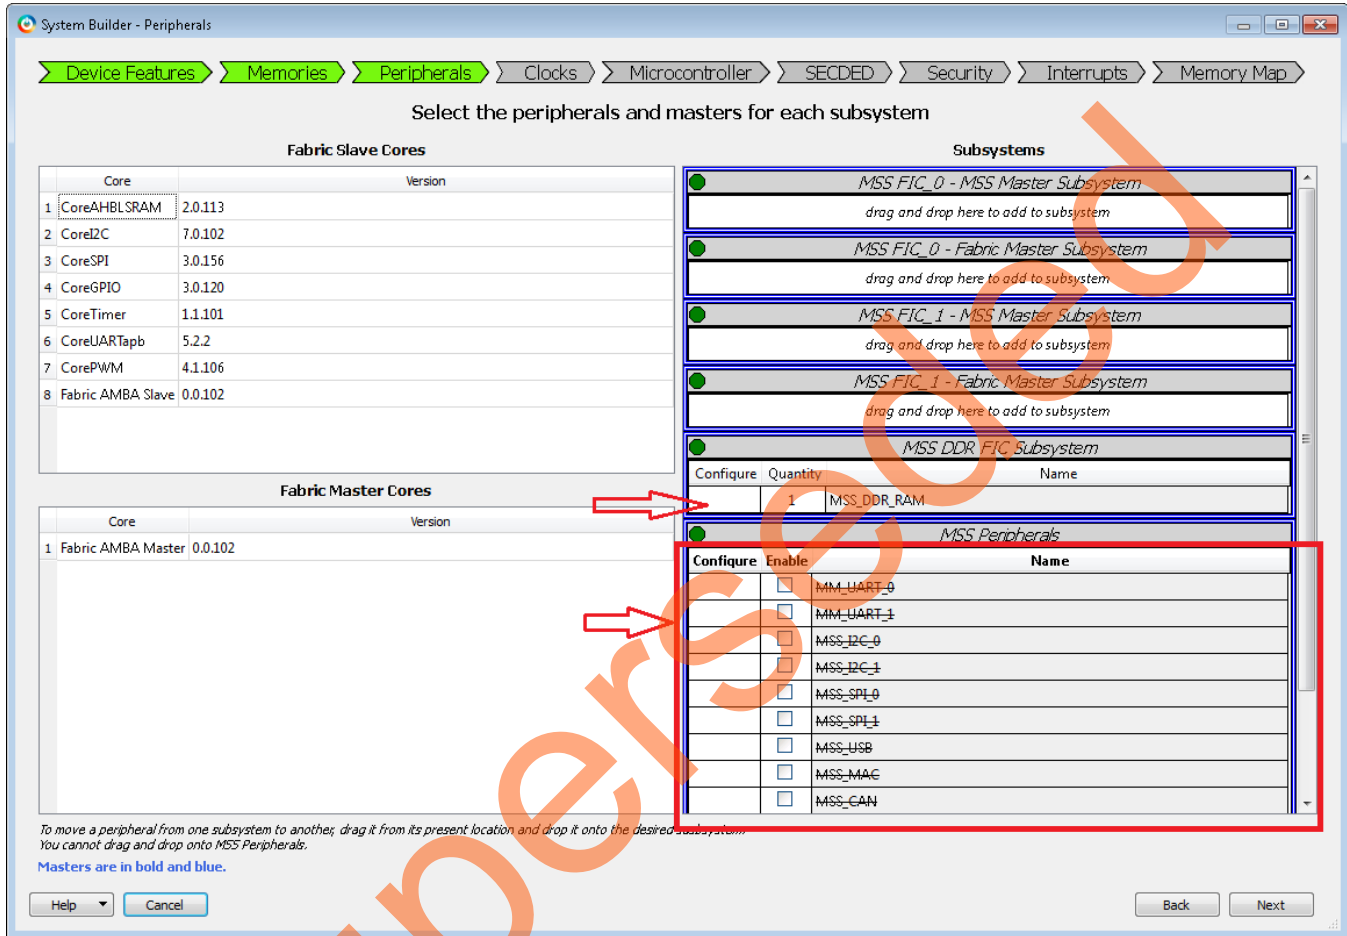 System Builder - Peripherals
Device Features Memories Peripherals Clocks Microcontroller SECDED Security Interrupts Memory Map
Select the peripherals and masters for each subsystem
Fabric Slave Cores
Core Version
1 CoreAHBLSRAM 2.0.113
2 CoreI2C 7.0.102
3 CoreSPI 3.0.156
4 CoreGPIO 3.0.120
5 CoreTimer 1.1.101
6 CoreUARTapb 5.2.2
7 CorePWM 4.1.106
8 Fabric AMBA Slave 0.0.102
Fabric Master Cores
Core Version
1 Fabric AMBA Master 0.0.102
Subsystems
MSS FIC_0 - MSS Master Subsystem
drag and drop here to add to subsystem
MSS FIC_0 - Fabric Master Subsystem
drag and drop here to add to subsystem
MSS FIC_1 - MSS Master Subsystem
drag and drop here to add to subsystem
MSS FIC_1 - Fabric Master Subsystem
drag and drop here to add to subsystem
MSS DDR FIC Subsystem
Configure Quantity Name
1 MSS_DDR_RAM
MSS Peripherals
Configure Enable Name
MM_UART_0
MM_UART_1
MSS_I2C_0
MSS_I2C_1
MSS_SPI_0
MSS_SPI_1
MSS_USB
MSS_MAC
MSS_CAN
To move a peripheral from one subsystem to another, drag it from its present location and drop it onto the desired subsystem.
You cannot drag and drop onto MSS Peripherals.
Masters are in bold and blue.
Help Cancel Back Next
perseded